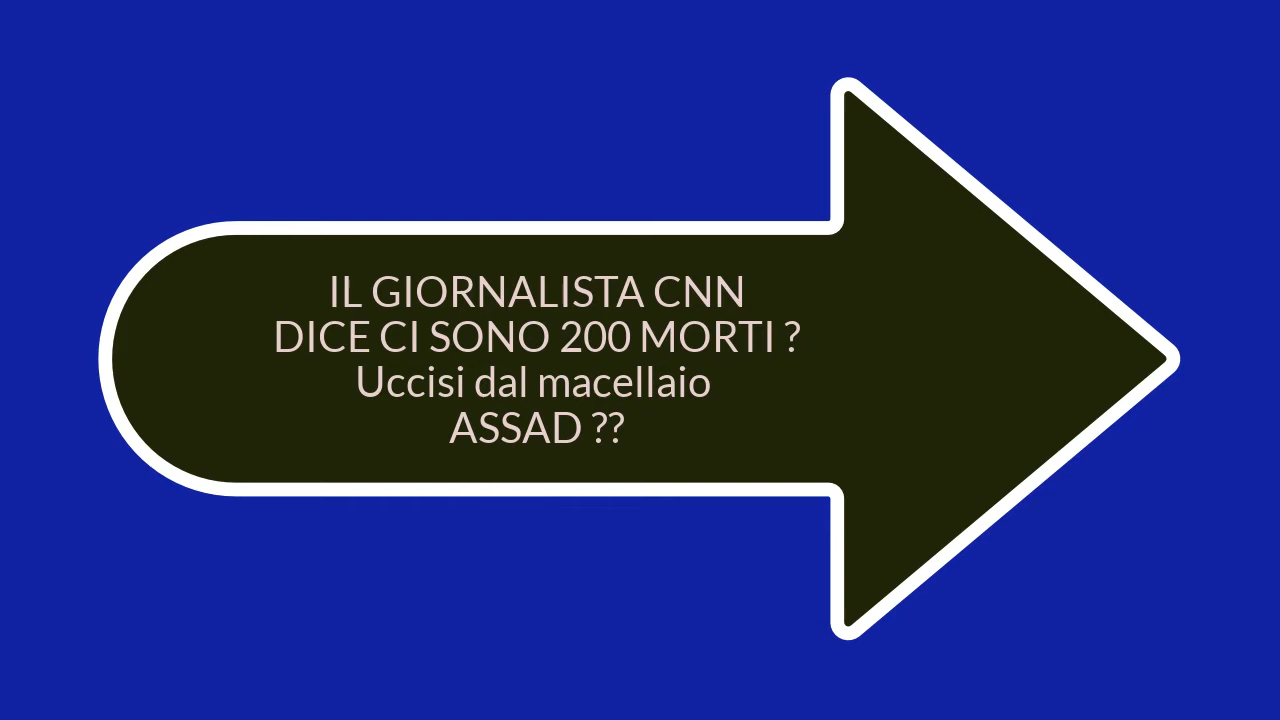 IL GIORNALISTA CNN
DICE CI SONO 200 MORTI ?
Uccisi dal macellaio
ASSAD ??